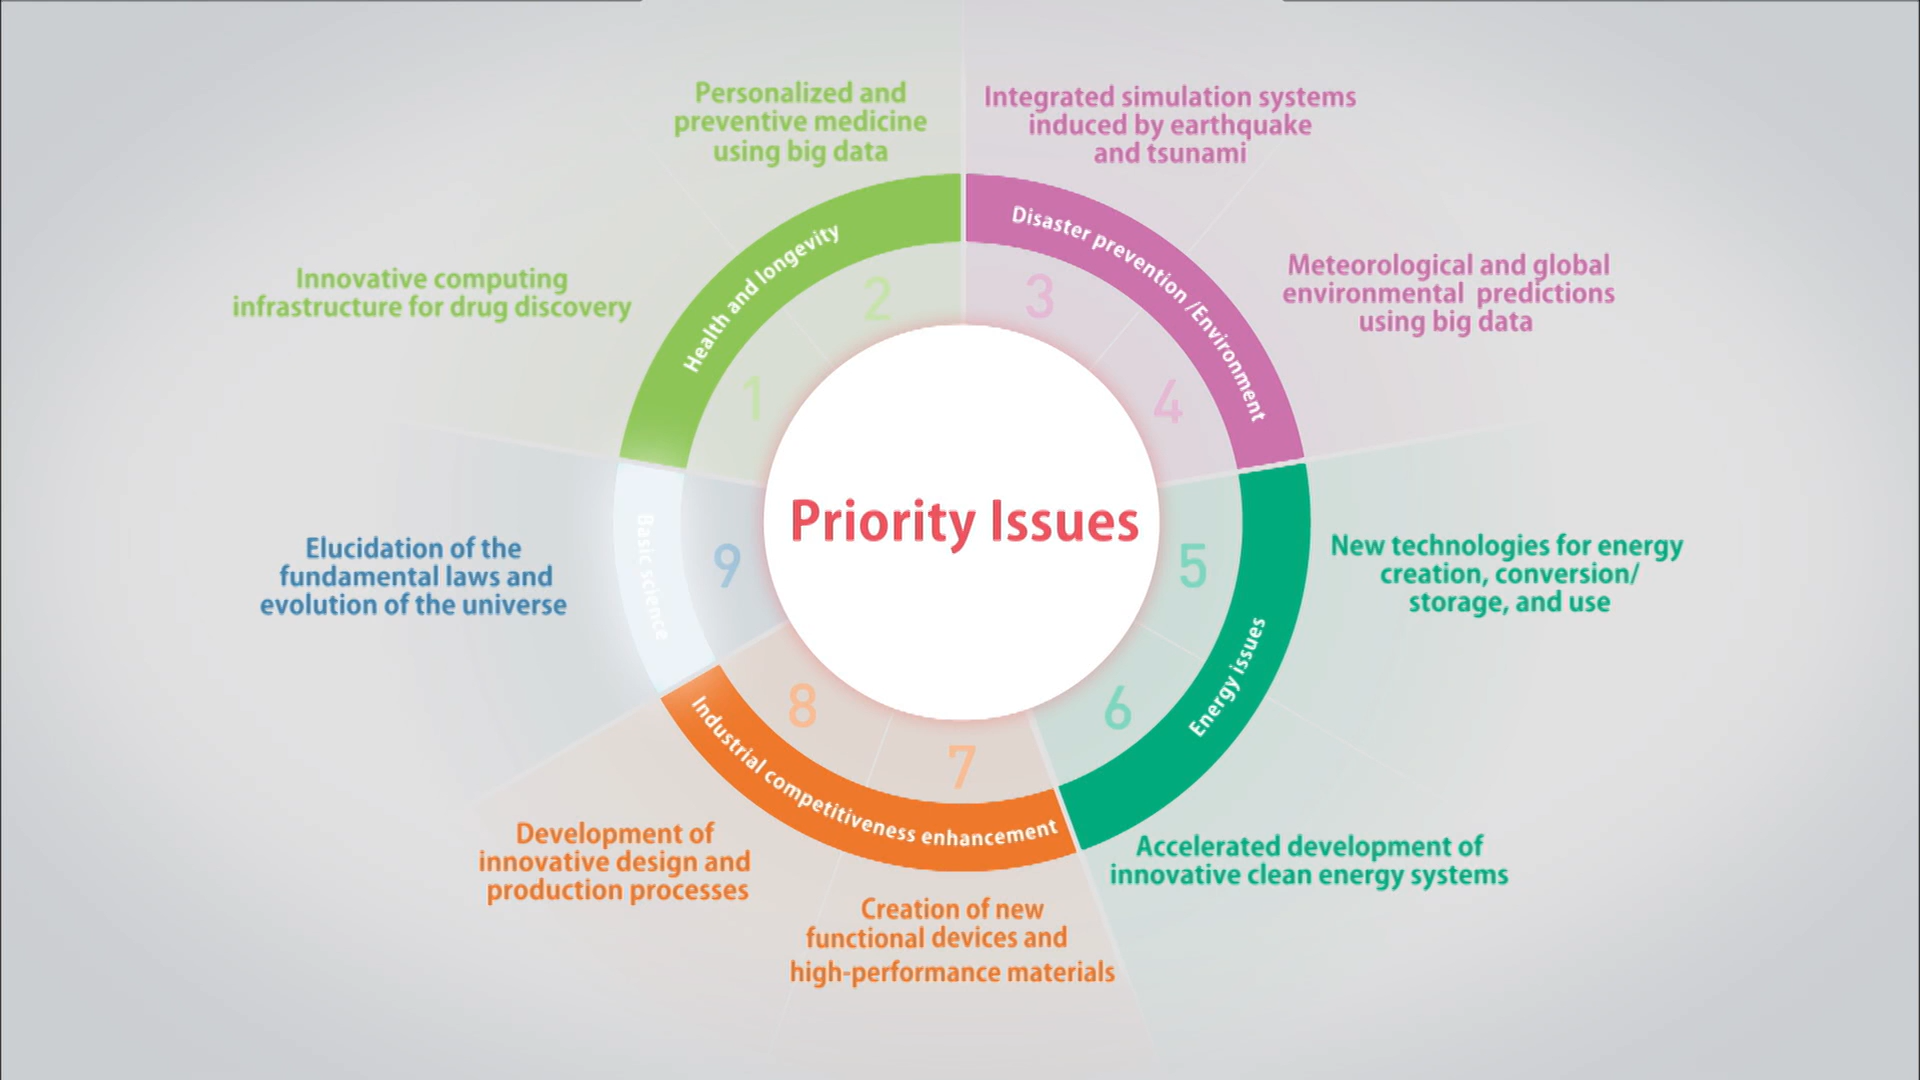 Personalized and
preventive medicine
using big data
Integrated simulation systems
induced by earthquake
and tsunami
Innovative computing
infrastructure for drug discovery
Meteorological and global
environmental predictions
using big data
Health and longevity
Disaster prevention /Environment
2
3
1
4
Priority Issues
Elucidation of the
fundamental laws and
evolution of the universe
Basic science
9
5
New technologies for energy
creation, conversion/
storage, and use
Energy issues
8
6
7
Industrial competitiveness enhancement
Development of
innovative design and
production processes
Accelerated development of
innovative clean energy systems
Creation of new
functional devices and
high-performance materials